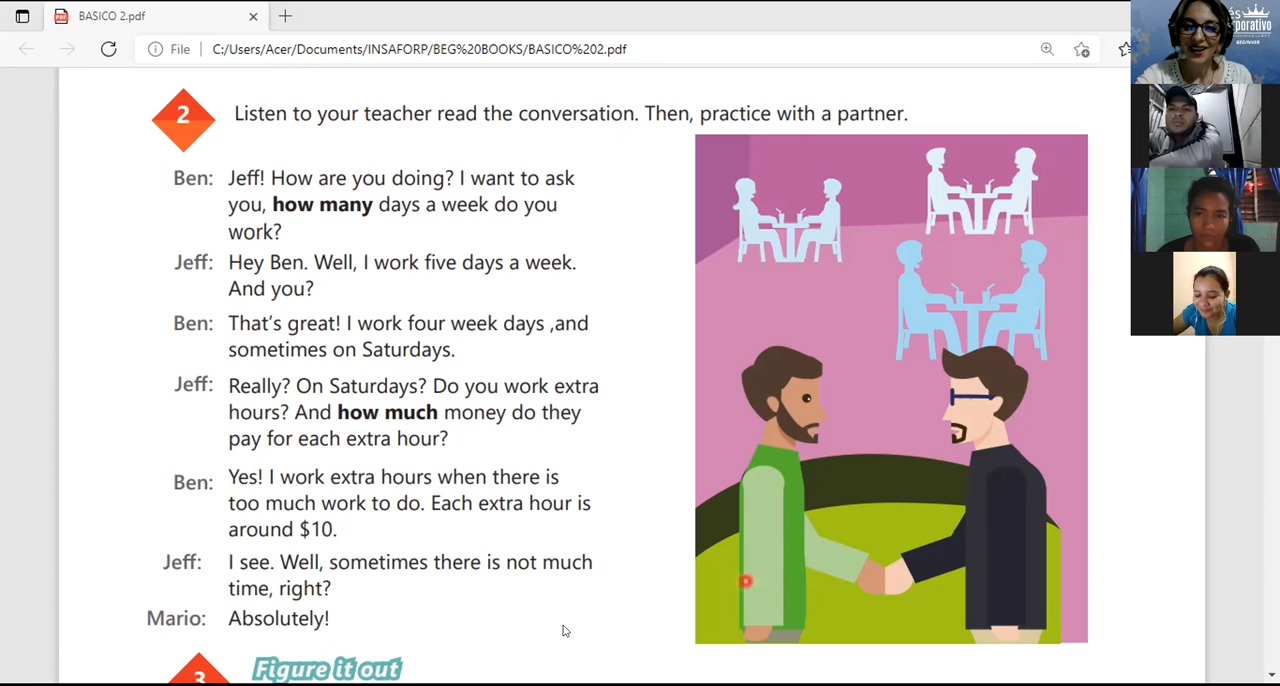 BASICO 2.pdf
File
C:/Users/Acer/Documents/INSAFORP/BEG%20BOOKS/BASICO%202.pdf
2
Listen to your teacher read the conversation. Then, practice with a partner.
Ben: Jeff! How are you doing? I want to ask
you, how many days a week do you
work?
Jeff: Hey Ben. Well, I work five days a week.
And you?
Ben: That's great! I work four week days ,and
sometimes on Saturdays.
Jeff: Really? On Saturdays? Do you work extra
hours? And how much money do they
pay for each extra hour?
Ben: Yes! I work extra hours when there is
too much work to do. Each extra hour is
around $10.
Jeff: I see. Well, sometimes there is not much
time, right?
Mario: Absolutely!
3
Figure it out
BEGINNER